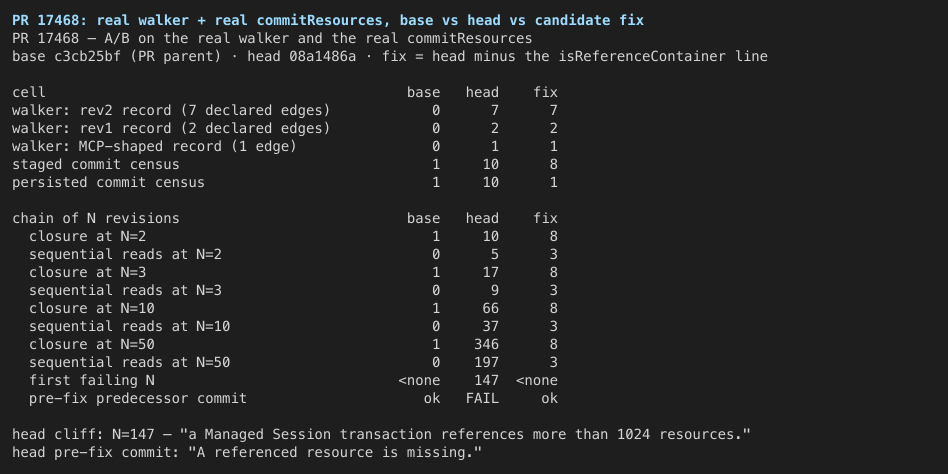 PR 17468: real walker + real commitResources, base vs head vs candidate fix
PR 17468 — A/B on the real walker and the real commitResources
base c3cb25bf (PR parent) · head 08a1486a · fix = head minus the isReferenceContainer line
cell base head fix
walker: rev2 record (7 declared edges) 0 7 7
walker: rev1 record (2 declared edges) 0 2 2
walker: MCP-shaped record (1 edge) 0 1 1
staged commit census 1 10 8
persisted commit census 1 10 1
chain of N revisions base head fix
closure at N=2 1 10 8
sequential reads at N=2 0 5 3
closure at N=3 1 17 8
sequential reads at N=3 0 9 3
closure at N=10 1 66 8
sequential reads at N=10 0 37 3
closure at N=50 1 346 8
sequential reads at N=50 0 197 3
first failing N <none 147 <none
pre-fix predecessor commit ok FAIL ok
head cliff: N=147 — "a Managed Session transaction references more than 1024 resources."
head pre-fix commit: "A referenced resource is missing."